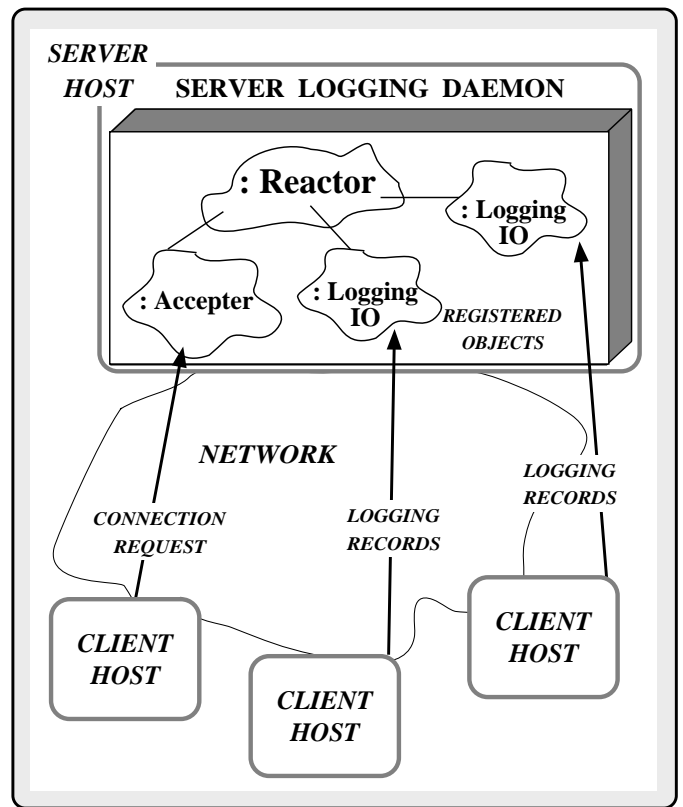 SERVER
HOST
SERVER LOGGING DAEMON
: Reactor
: Logging
IO
: Accepter
: Logging
IO
REGISTERED
OBJECTS
NETWORK
CONNECTION
REQUEST
LOGGING
RECORDS
LOGGING
RECORDS
CLIENT
HOST
CLIENT
HOST
CLIENT
HOST